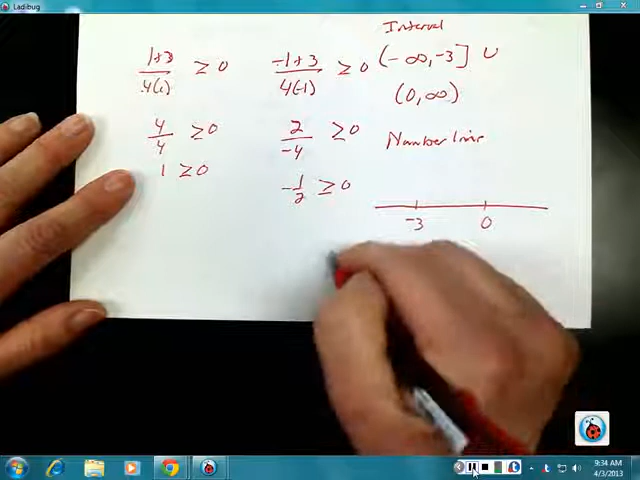 Ladibug
1+3/4(1) ≥ 0
4/4 ≥ 0
1 ≥ 0
-1+3/4(-1) ≥ 0
2/-4 ≥ 0
-1/2 ≥ 0
Interval
(-∞, -3] ∪
(0, ∞)
Number line
-3 0
9:34 AM
4/3/2013